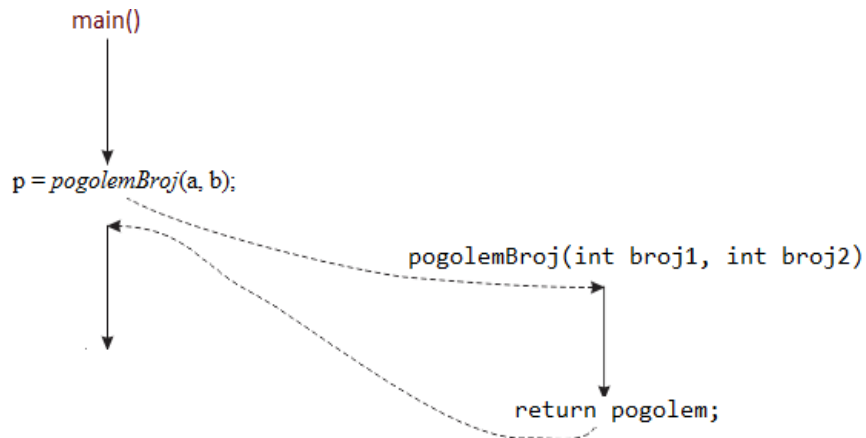 main()
p = pogolemBroj(a, b);
pogolemBroj(int broj1, int broj2)
return pogolem;